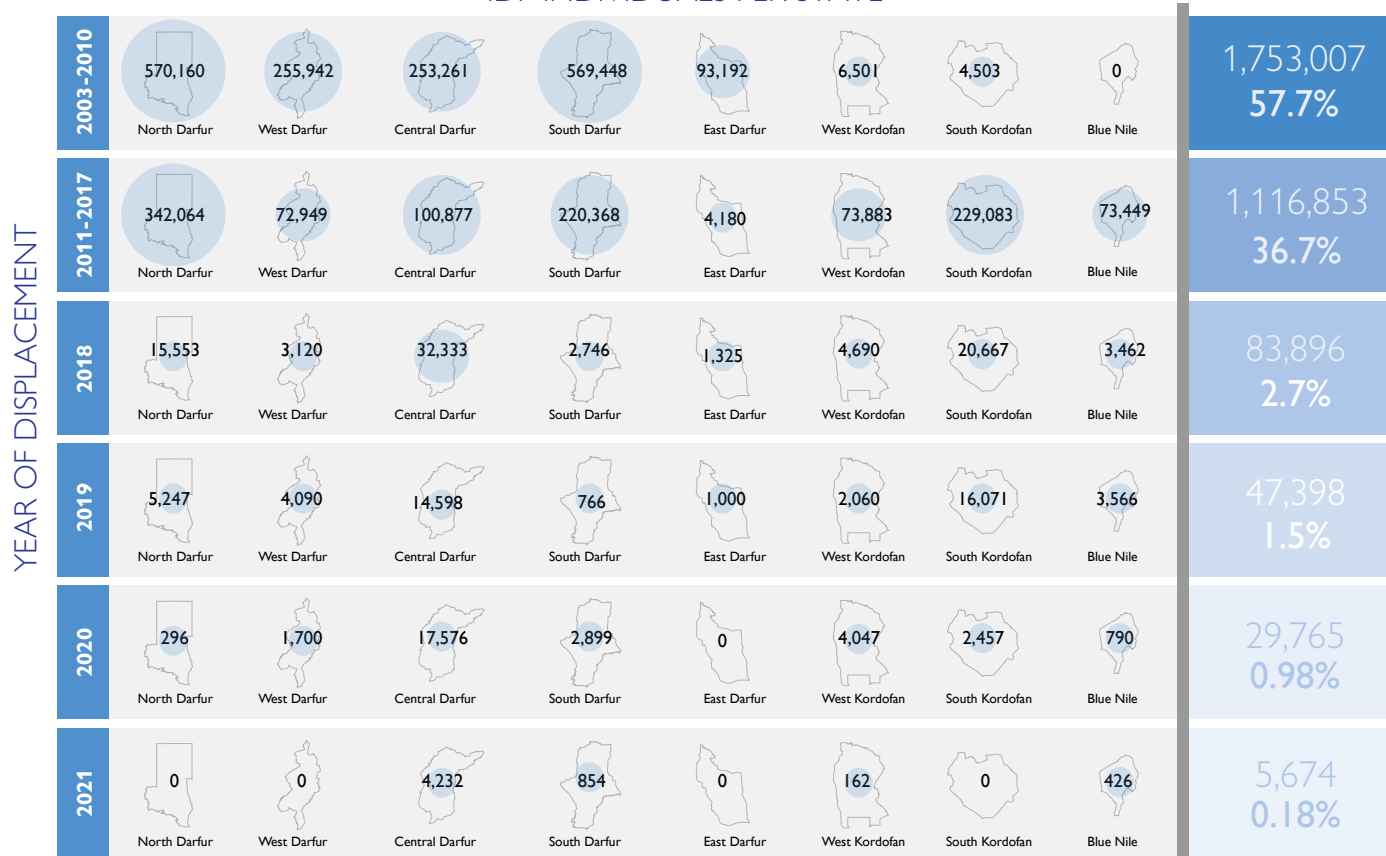 YEAR OF DISPLACEMENT
2003-2010
570,160 255,942 253,261 569,448 93,192 6,501 4,503 0
North Darfur West Darfur Central Darfur South Darfur East Darfur West Kordofan South Kordofan Blue Nile
1,753,007
57.7%
2011-2017
342,064 72,949 100,877 220,368 4,180 73,883 229,083 73,449
North Darfur West Darfur Central Darfur South Darfur East Darfur West Kordofan South Kordofan Blue Nile
1,116,853
36.7%
2018
15,553 3,120 32,333 2,746 1,325 4,690 20,667 3,462
North Darfur West Darfur Central Darfur South Darfur East Darfur West Kordofan South Kordofan Blue Nile
83,896
2.7%
2019
5,247 4,090 14,598 766 1,000 2,060 16,071 3,566
North Darfur West Darfur Central Darfur South Darfur East Darfur West Kordofan South Kordofan Blue Nile
47,398
1.5%
2020
296 1,700 17,576 2,899 0 4,047 2,457 790
North Darfur West Darfur Central Darfur South Darfur East Darfur West Kordofan South Kordofan Blue Nile
29,765
0.98%
2021
0 0 4,232 854 0 162 0 426
North Darfur West Darfur Central Darfur South Darfur East Darfur West Kordofan South Kordofan Blue Nile
5,674
0.18%